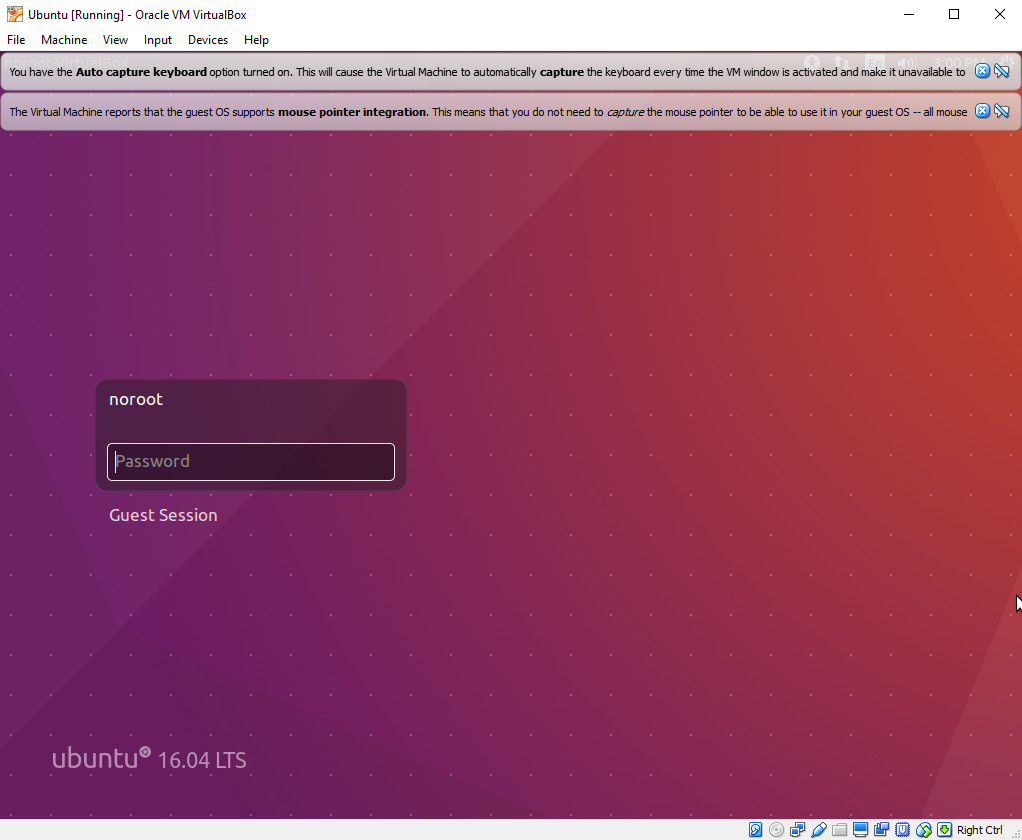 Ubuntu [Running] - Oracle VM VirtualBox
File Machine View Input Devices Help
You have the Auto capture keyboard option turned on. This will cause the Virtual Machine to automatically capture the keyboard every time the VM window is activated and make it unavailable to
The Virtual Machine reports that the guest OS supports mouse pointer integration. This means that you do not need to capture the mouse pointer to be able to use it in your guest OS -- all mouse
noroot
Password
Guest Session
ubuntu 16.04 LTS
Right Ctrl